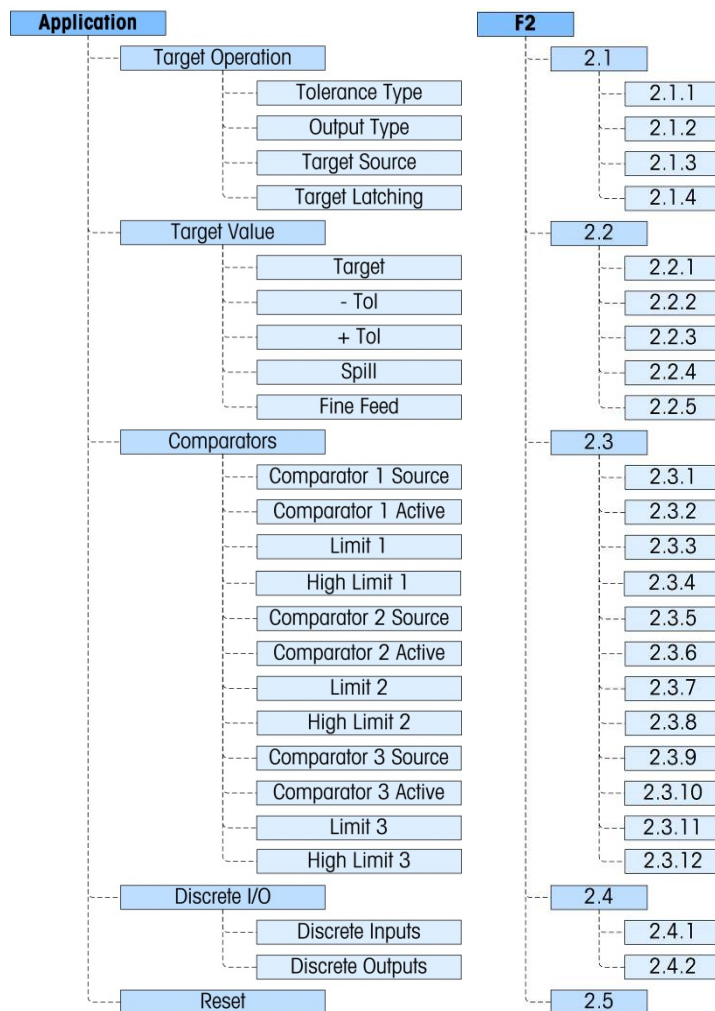 Application F2
Target Operation 2.1
Tolerance Type 2.1.1
Output Type 2.1.2
Target Source 2.1.3
Target Latching 2.1.4
Target Value 2.2
Target 2.2.1
- Tol 2.2.2
+ Tol 2.2.3
Spill 2.2.4
Fine Feed 2.2.5
Comparators 2.3
Comparator 1 Source 2.3.1
Comparator 1 Active 2.3.2
Limit 1 2.3.3
High Limit 1 2.3.4
Comparator 2 Source 2.3.5
Comparator 2 Active 2.3.6
Limit 2 2.3.7
High Limit 2 2.3.8
Comparator 3 Source 2.3.9
Comparator 3 Active 2.3.10
Limit 3 2.3.11
High Limit 3 2.3.12
Discrete I/O 2.4
Discrete Inputs 2.4.1
Discrete Outputs 2.4.2
Reset 2.5